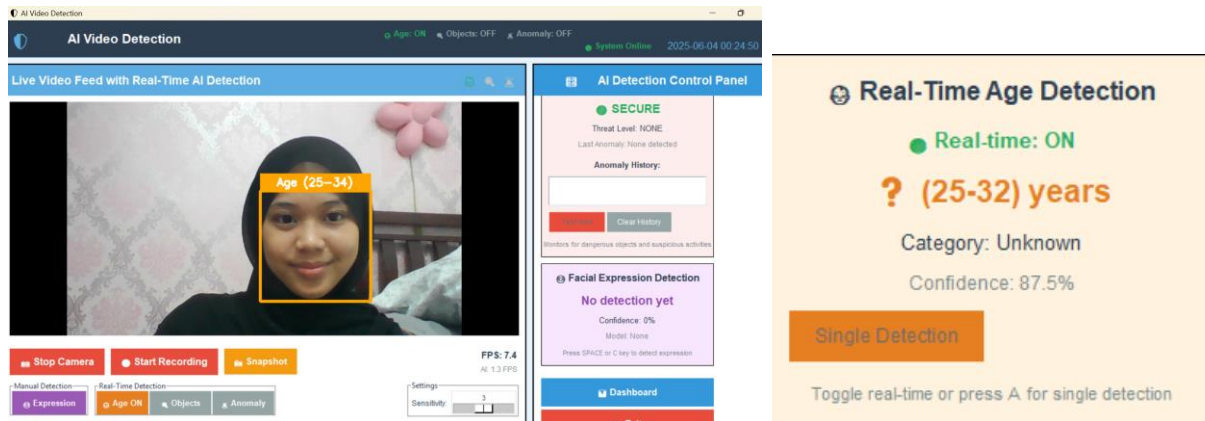 AI Video Detection
AI Video Detection
Age: ON Objects: OFF Anomaly: OFF
System Online 2025-06-04 00:24:50
Live Video Feed with Real-Time AI Detection
Age (25-34)
Stop Camera Start Recording Snapshot
FPS: 7.4
AI: 1.3 FPS
Manual Detection
Expression
Real-Time Detection
Age ON Objects Anomaly
Settings
Sensitivity: 3
AI Detection Control Panel
SECURE
Threat Level: NONE
Last Anomaly: None detected
Anomaly History:
Clear History
Monitors for dangerous objects and suspicious activities
Facial Expression Detection
No detection yet
Confidence: 0%
Model: None
Press SPACE or C key to detect expression
Dashboard
Real-Time Age Detection
Real-time: ON
? (25-32) years
Category: Unknown
Confidence: 87.5%
Single Detection
Toggle real-time or press A for single detection